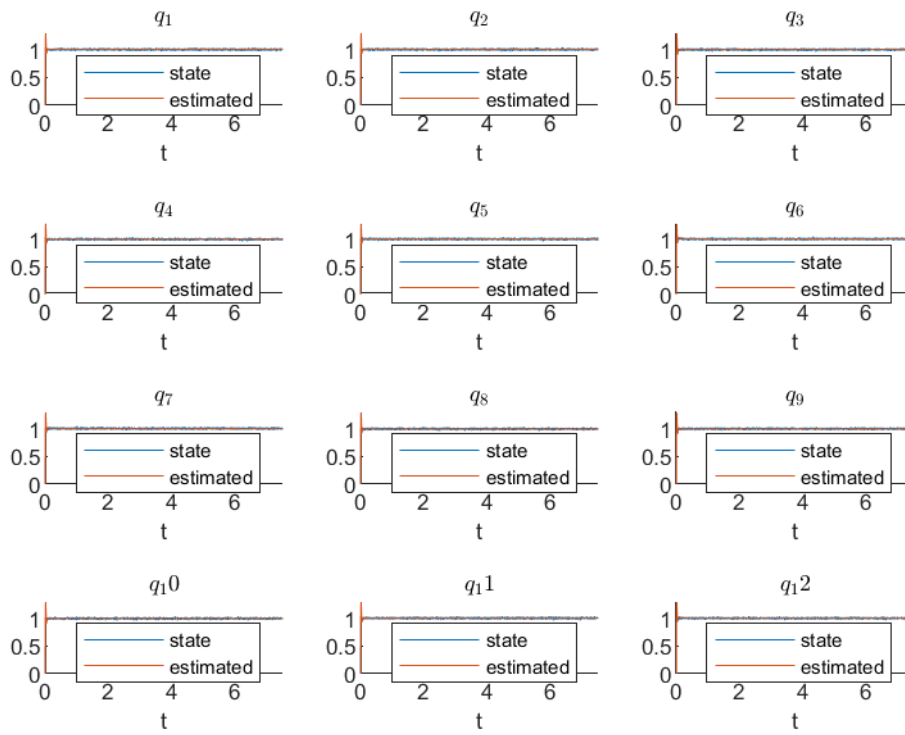 q1 q2 q3
1 1 1
state state state
0.5 0.5 0.5
estimated estimated estimated
0 0 0
0 2 4 6 0 2 4 6 0 2 4 6
t t t
q4 q5 q6
1 1 1
state state state
0.5 0.5 0.5
estimated estimated estimated
0 0 0
0 2 4 6 0 2 4 6 0 2 4 6
t t t
q7 q8 q9
1 1 1
state state state
0.5 0.5 0.5
estimated estimated estimated
0 0 0
0 2 4 6 0 2 4 6 0 2 4 6
t t t
q10 q11 q12
1 1 1
state state state
0.5 0.5 0.5
estimated estimated estimated
0 0 0
0 2 4 6 0 2 4 6 0 2 4 6
t t t